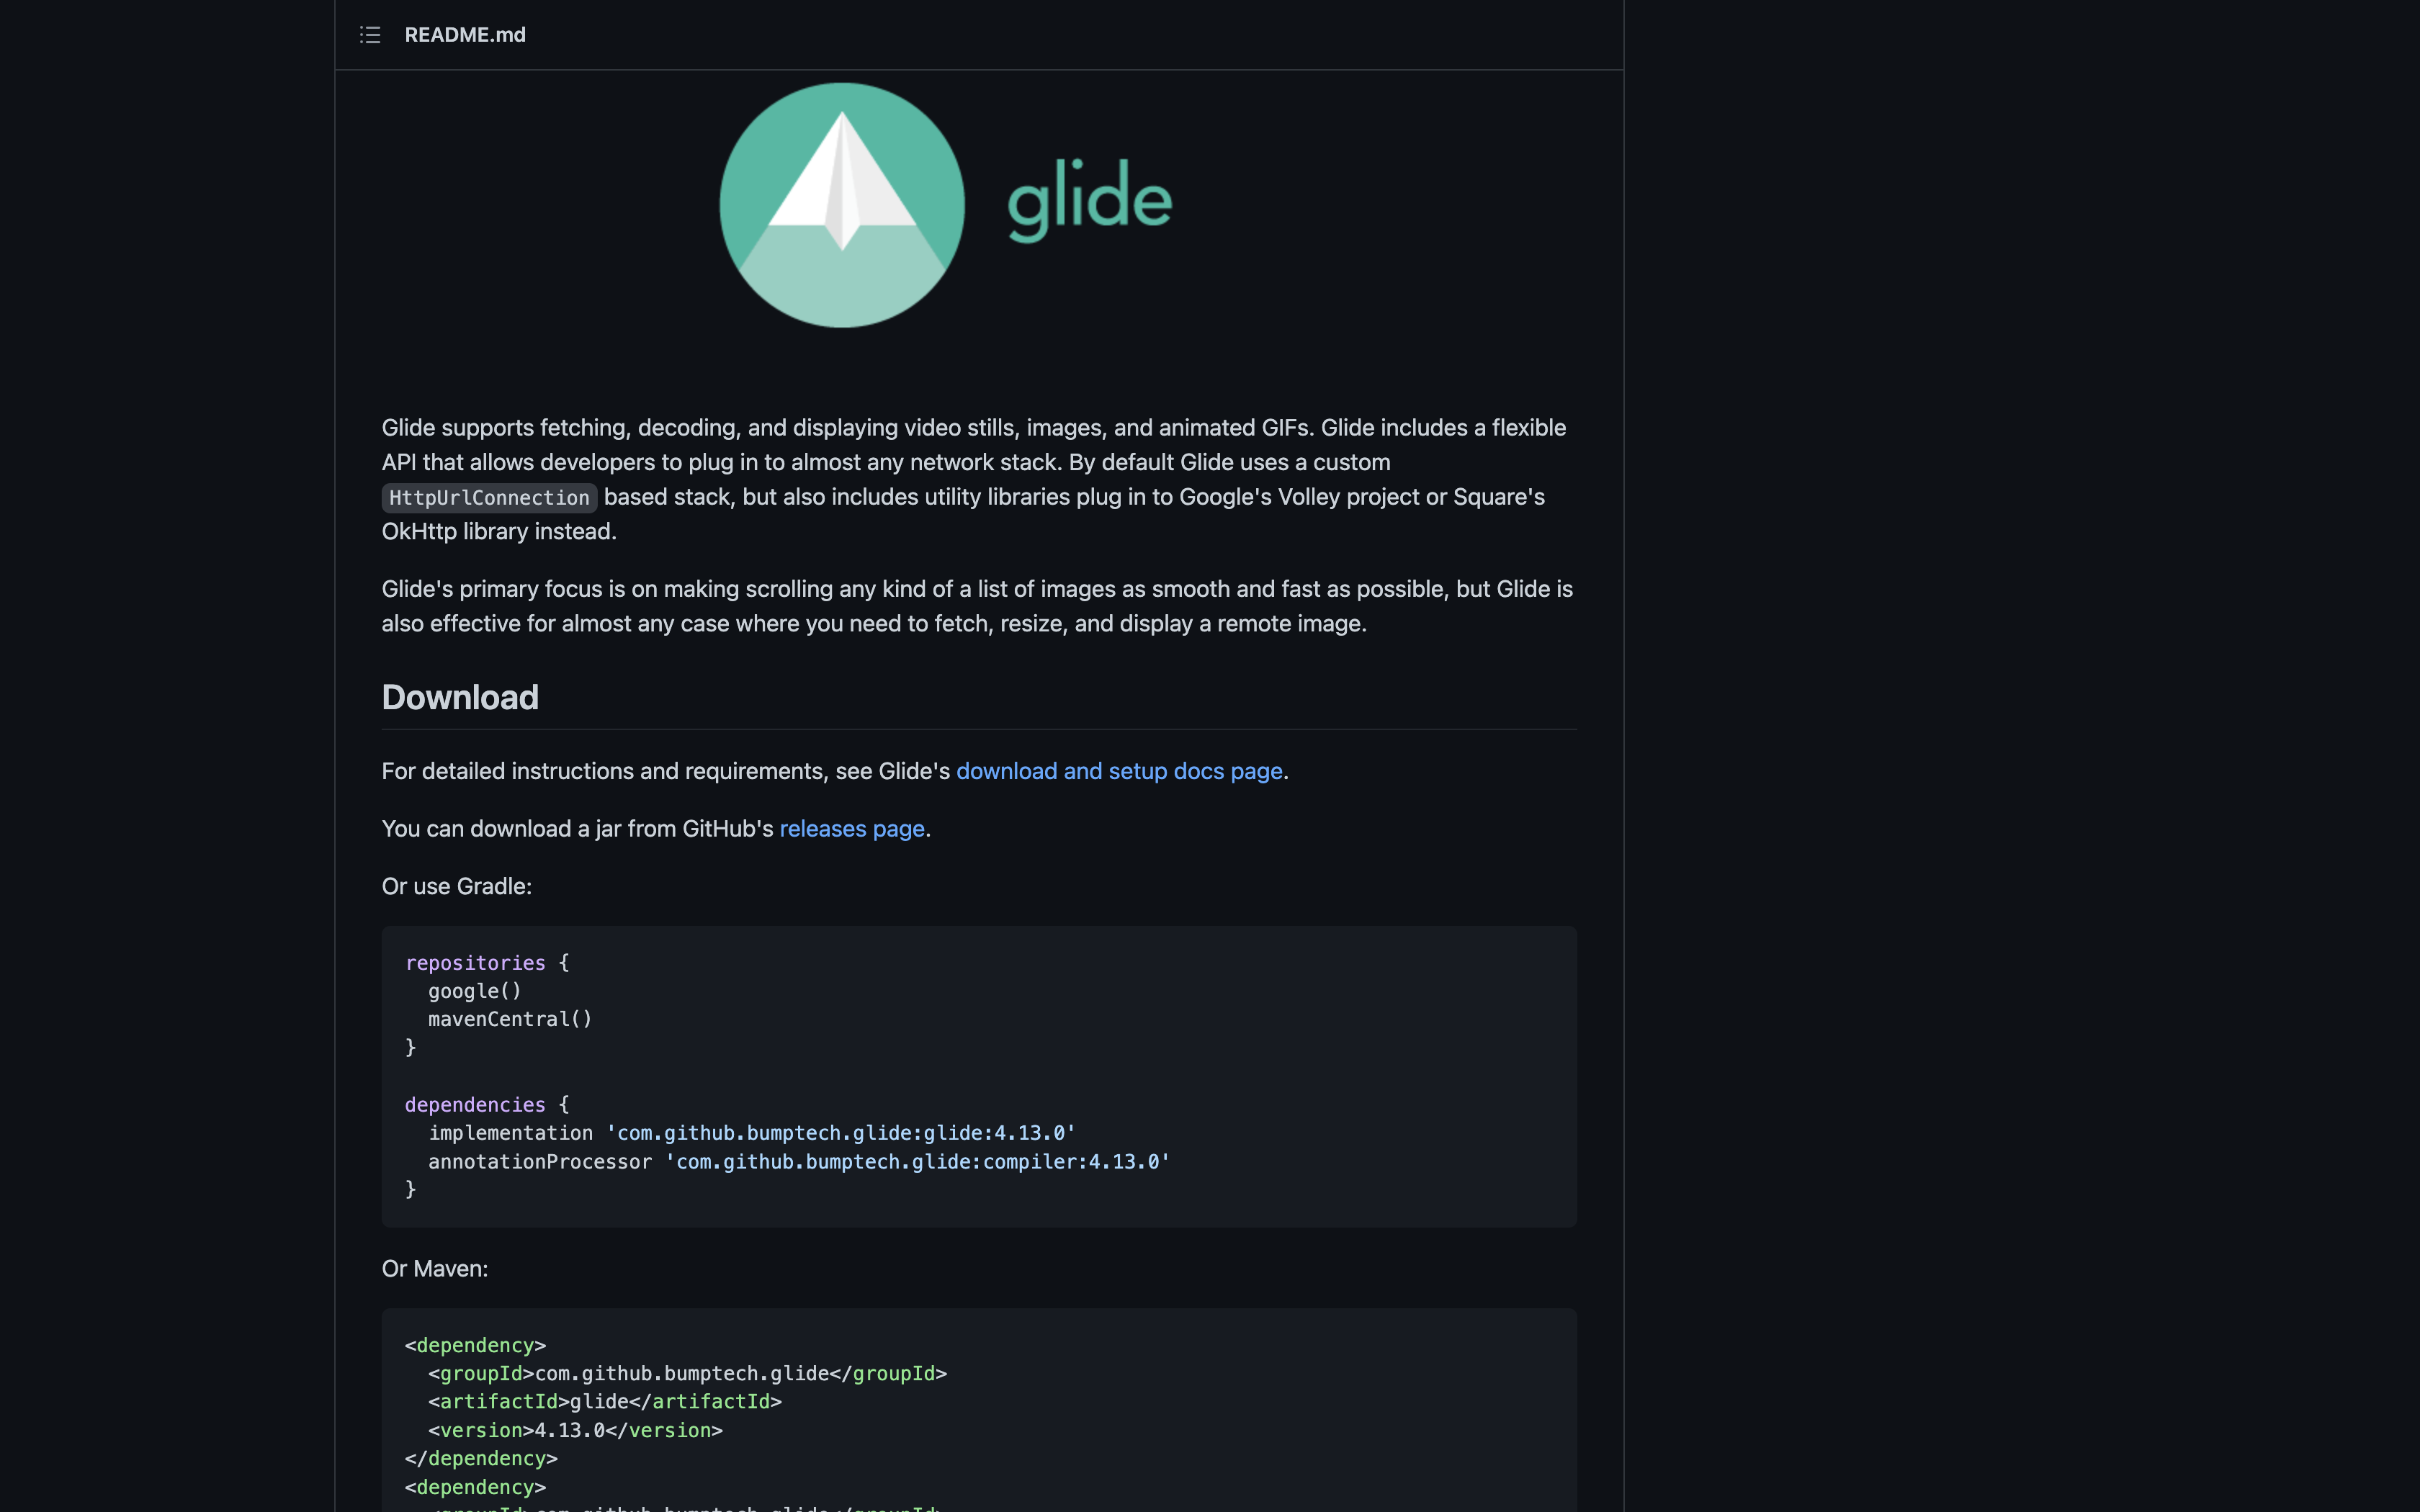 README.md
glide
Glide supports fetching, decoding, and displaying video stills, images, and animated GIFs. Glide includes a flexible
API that allows developers to plug in to almost any network stack. By default Glide uses a custom
HttpUrlConnection based stack, but also includes utility libraries plug in to Google's Volley project or Square's
OkHttp library instead.
Glide's primary focus is on making scrolling any kind of a list of images as smooth and fast as possible, but Glide is
also effective for almost any case where you need to fetch, resize, and display a remote image.
Download
For detailed instructions and requirements, see Glide's download and setup docs page.
You can download a jar from GitHub's releases page.
Or use Gradle:
repositories {
  google()
  mavenCentral()
}
dependencies {
  implementation 'com.github.bumptech.glide:glide:4.13.0'
  annotationProcessor 'com.github.bumptech.glide:compiler:4.13.0'
}
Or Maven:
<dependency>
  <groupId>com.github.bumptech.glide</groupId>
  <artifactId>glide</artifactId>
  <version>4.13.0</version>
</dependency>
<dependency>